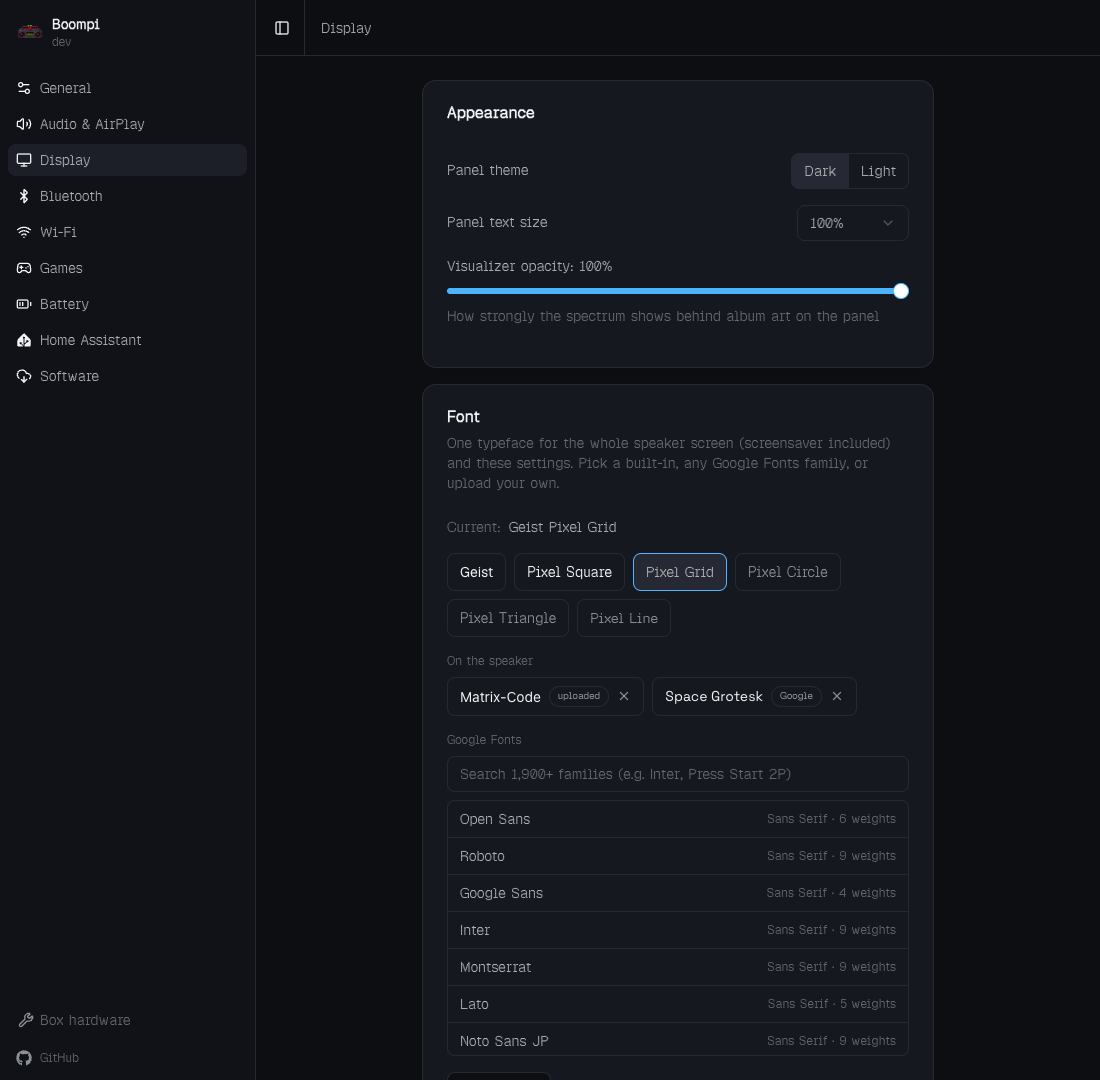 Boompi
dev
General
Audio & AirPlay
Display
Bluetooth
Wi-Fi
Games
Battery
Home Assistant
Software
Box hardware
GitHub
Display
Appearance
Panel theme
Dark Light
Panel text size
100%
Visualizer opacity: 100%
How strongly the spectrum shows behind album art on the panel
Font
One typeface for the whole speaker screen (screensaver included)
and these settings. Pick a built-in, any Google Fonts family, or
upload your own.
Current: Geist Pixel Grid
Geist Pixel Square Pixel Grid Pixel Circle
Pixel Triangle Pixel Line
On the speaker
Matrix-Code uploaded Space Grotesk Google
Google Fonts
Search 1,900+ families (e.g. Inter, Press Start 2P)
Open Sans Sans Serif · 6 weights
Roboto Sans Serif · 9 weights
Google Sans Sans Serif · 4 weights
Inter Sans Serif · 9 weights
Montserrat Sans Serif · 9 weights
Lato Sans Serif · 5 weights
Noto Sans JP Sans Serif · 9 weights